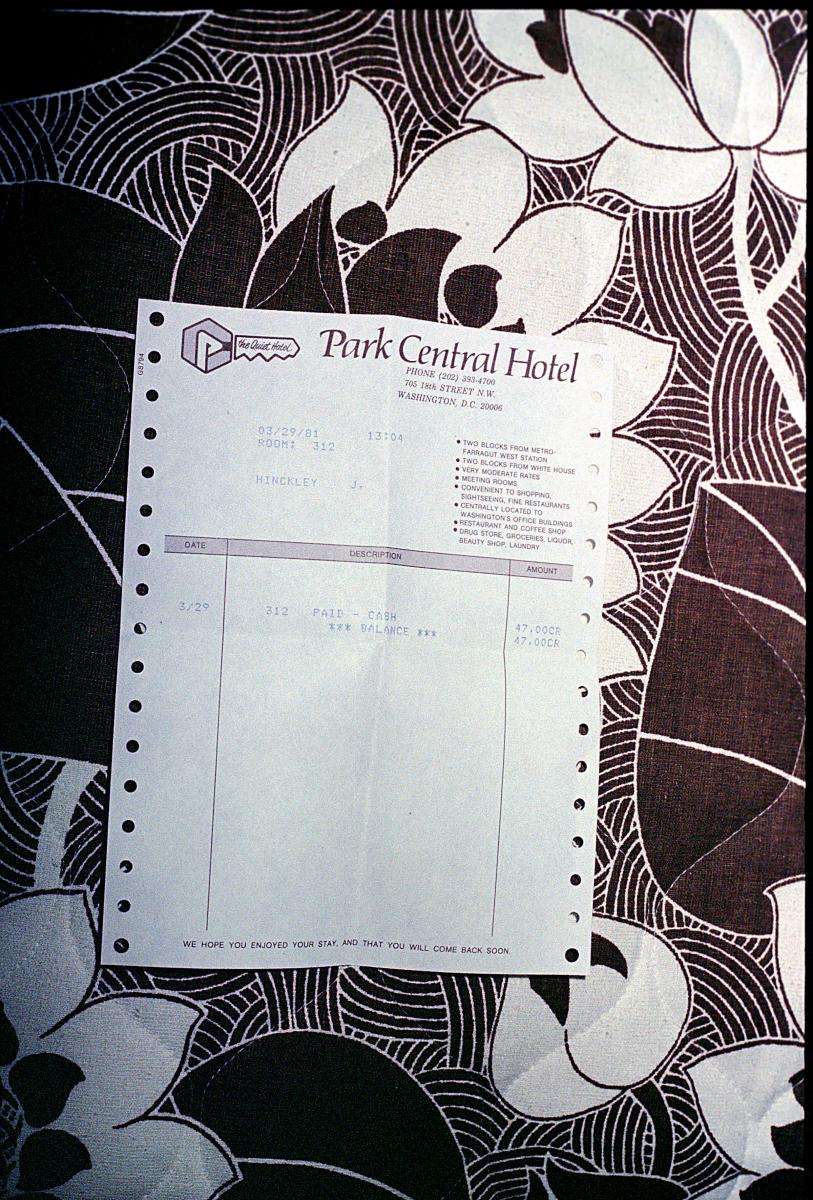 the Quiet Hotel
Park Central Hotel
PHONE (202) 393-4700
705 18th STREET N.W.
WASHINGTON, D.C. 20006
G8794
03/29/81 13:04
ROOM: 312
HINCKLEY J.
• TWO BLOCKS FROM METRO-
FARRAGUT WEST STATION
• TWO BLOCKS FROM WHITE HOUSE
• VERY MODERATE RATES
• MEETING ROOMS
• CONVENIENT TO SHOPPING,
SIGHTSEEING, FINE RESTAURANTS
• CENTRALLY LOCATED TO
WASHINGTON'S OFFICE BUILDINGS
• RESTAURANT AND COFFEE SHOP
• DRUG STORE, GROCERIES, LIQUOR,
BEAUTY SHOP, LAUNDRY
DATE DESCRIPTION AMOUNT
3/29 312 PAID - CASH 47.00CR
*** BALANCE *** 47.00CR
WE HOPE YOU ENJOYED YOUR STAY, AND THAT YOU WILL COME BACK SOON.